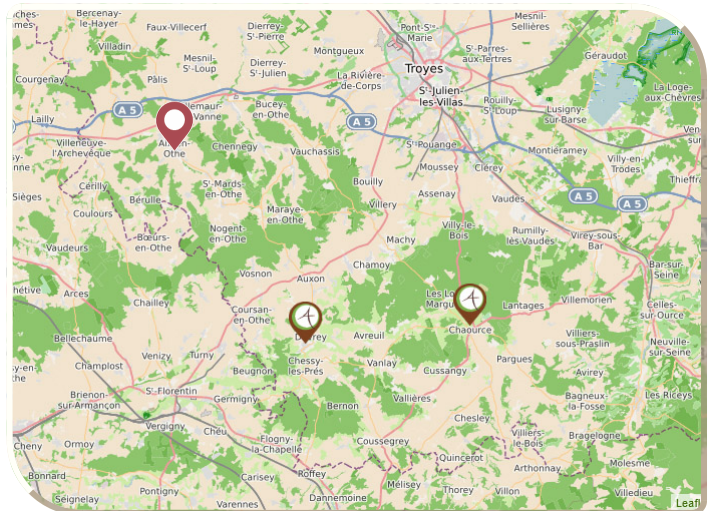 Bercenay-
le-Hayer
Faux-Villecerf
Dierrey-
Sᵗ-Pierre
Pont-Sᵗᵉ
Marie
Mesnil-
Sellières
Villadin
Montgueux
Sᵗ-Parres-
aux-Tertres
Géraudot
Mesnil-
Sᵗ-Loup
Dierrey-
Sᵗ-Julien
Troyes
Courgenay
Pâlis
La Rivière-
de-Corps
Sᵗ-Julien
les-Villas
La Loge-
aux-Chèvres
A 5
Bucey-
en-Othe
Rouilly-
Sᵗ-Loup
Lusigny-
sur-Barse
Lailly
A 5
Villeneuve-
l'Archevêque
Othe
Chennegy
Vauchassis
Sᵗ-Pouange
Montiéramey
Moussey
Clérey
Villy-en-
Trodes
Cérilly
Sᵗ-Mards-
en-Othe
Bouilly
Assenay
A 5
A 5
Sièges
Bérulle
Coulours
Maraye-
en-Othe
Villery
Vaudes
Nogent-
en-Othe
Villy-le-
Bois
Rumilly-
lès-Vaudes
Virey-sous-
Bar
Vaudeurs
Bœurs-
en-Othe
Machy
Vosnon
Auxon
Chamoy
Bar-sur-
Seine
Arces
Chailley
Coursan-
en-Othe
Lantages
Villemorien
Celles-
sur-Ource
Chaource
Bellechaume
Avreuil
Villiers-
sous-Praslin
Neuville-
sur-Seine
Champlost
Venizy
Turny
Chessy-
les-Prés
Vanlay
Pargues
Beugnon
Cussangy
Avirey
Brienon-
sur-Armançon
Sᵗ-Florentin
Germigny
Bernon
Vallières
Bagneux-
la-Fosse
Les Riceys
Vergigny
Cheu
Chesley
Villiers-
le-Bois
Bragelogne
Cheny
Ormoy
Flogny-
la-Chapelle
Coussegrey
Quincerot
Arthonnay
Molesme
Bonnard
Carisey
Roffey
Mélisey
Thorey
Villon
Villedieu
Seignelay
Pontigny
Varennes
Dannemoine
Leafl